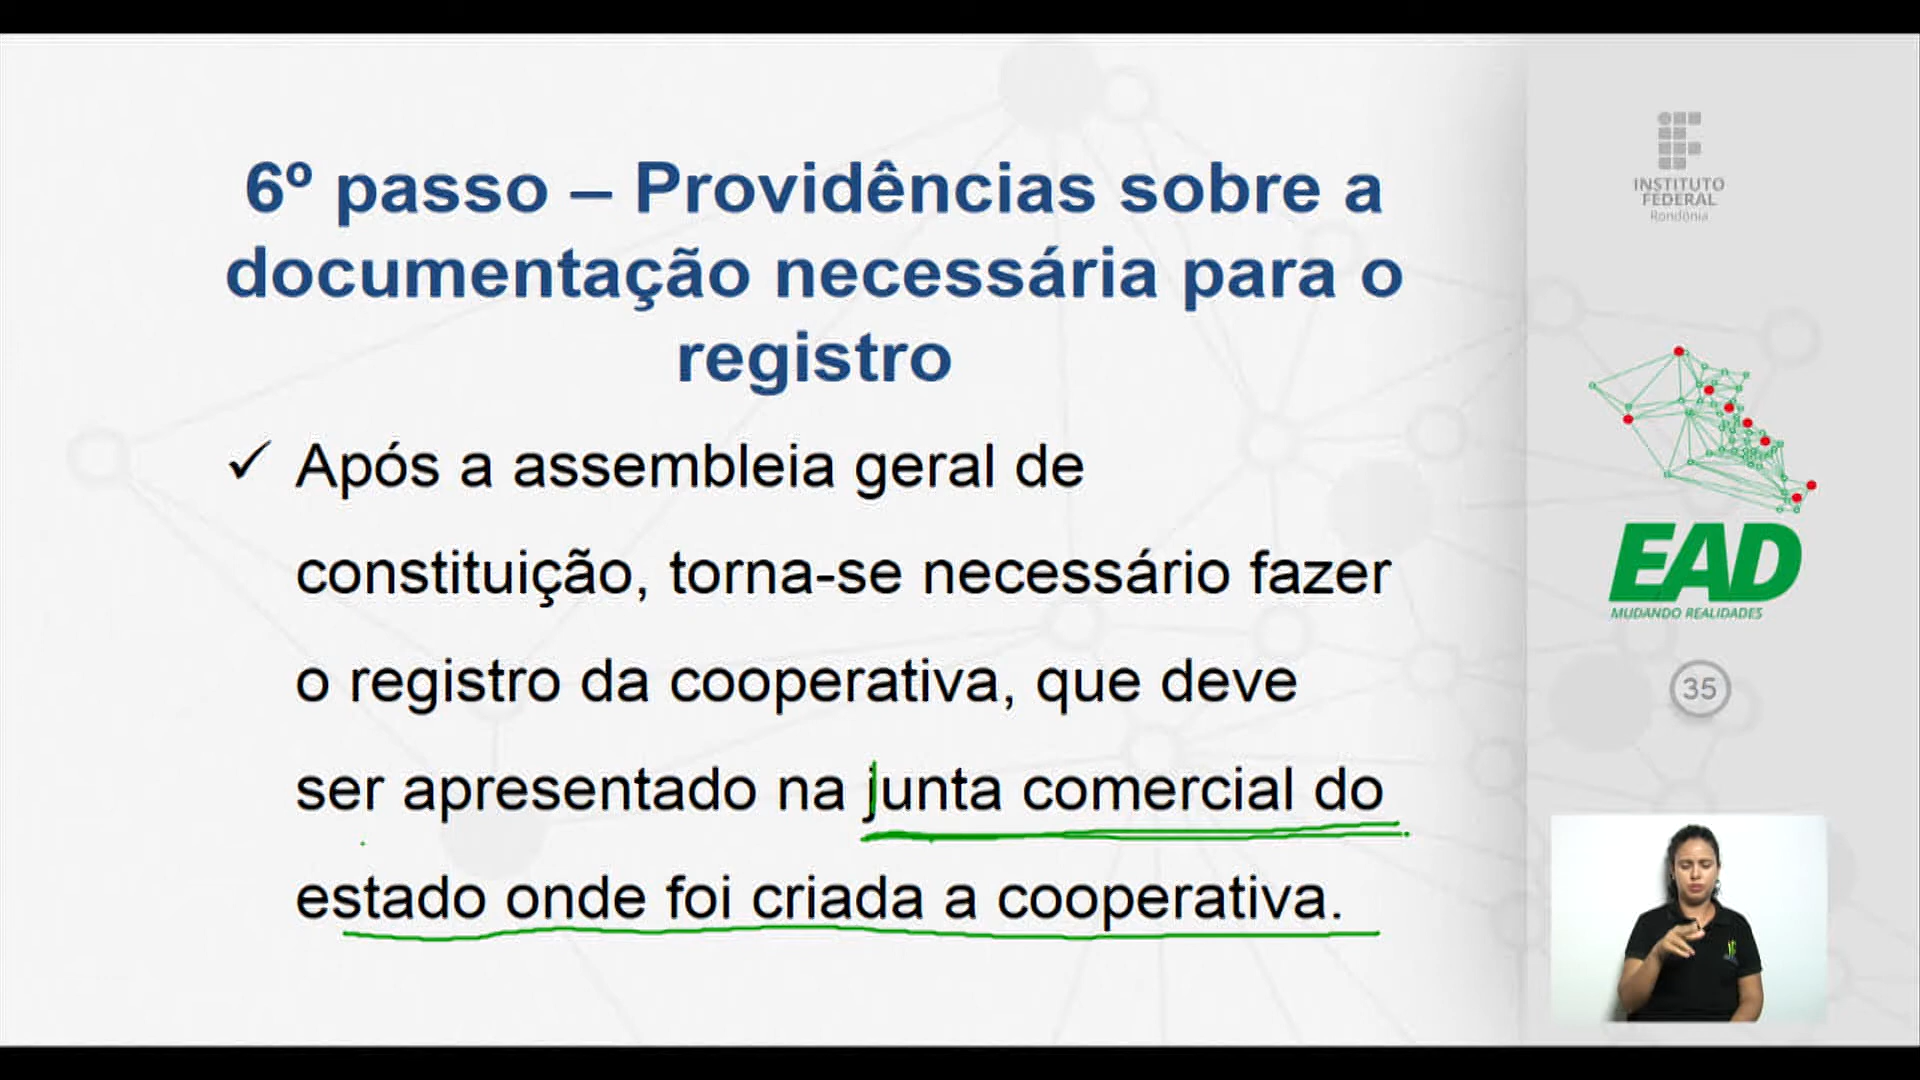 6º passo – Providências sobre a
documentação necessária para o
registro
✓ Após a assembleia geral de
constituição, torna-se necessário fazer
o registro da cooperativa, que deve
ser apresentado na junta comercial do
estado onde foi criada a cooperativa.
INSTITUTO
FEDERAL
Rondônia
EAD
MUDANDO REALIDADES
35